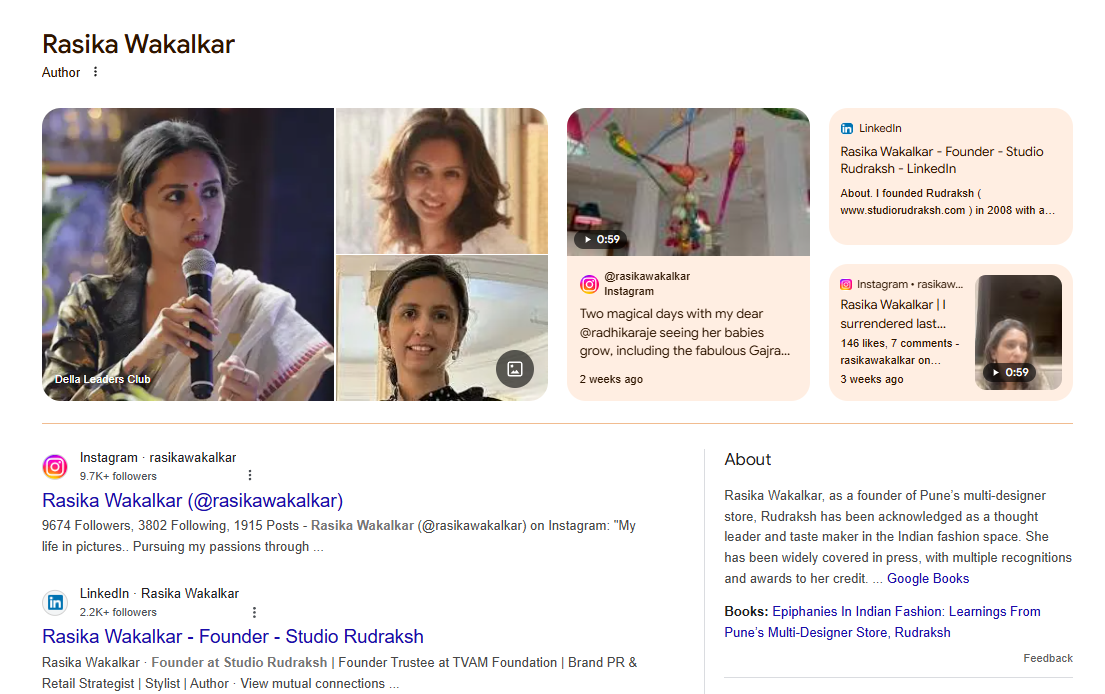 Rasika Wakalkar
Author
Della Leaders Club
0:59
@rasikawakalkar
Instagram
Two magical days with my dear
@radhikaraje seeing her babies
grow, including the fabulous Gajra...
2 weeks ago
LinkedIn
Rasika Wakalkar - Founder - Studio
Rudraksh - LinkedIn
About. I founded Rudraksh (
www.studiorudraksh.com ) in 2008 with a...
Instagram • rasikaw...
Rasika Wakalkar | I
surrendered last...
146 likes, 7 comments -
rasikawakalkar on...
3 weeks ago
0:59
Instagram · rasikawakalkar
9.7K+ followers
Rasika Wakalkar (@rasikawakalkar)
9674 Followers, 3802 Following, 1915 Posts - Rasika Wakalkar (@rasikawakalkar) on Instagram: "My
life in pictures.. Pursuing my passions through ...
LinkedIn · Rasika Wakalkar
2.2K+ followers
Rasika Wakalkar - Founder - Studio Rudraksh
Rasika Wakalkar · Founder at Studio Rudraksh | Founder Trustee at TVAM Foundation | Brand PR &
Retail Strategist | Stylist | Author · View mutual connections ...
About
Rasika Wakalkar, as a founder of Pune's multi-designer
store, Rudraksh has been acknowledged as a thought
leader and taste maker in the Indian fashion space. She
has been widely covered in press, with multiple recognitions
and awards to her credit. ... Google Books
Books: Epiphanies In Indian Fashion: Learnings From
Pune's Multi-Designer Store, Rudraksh
Feedback